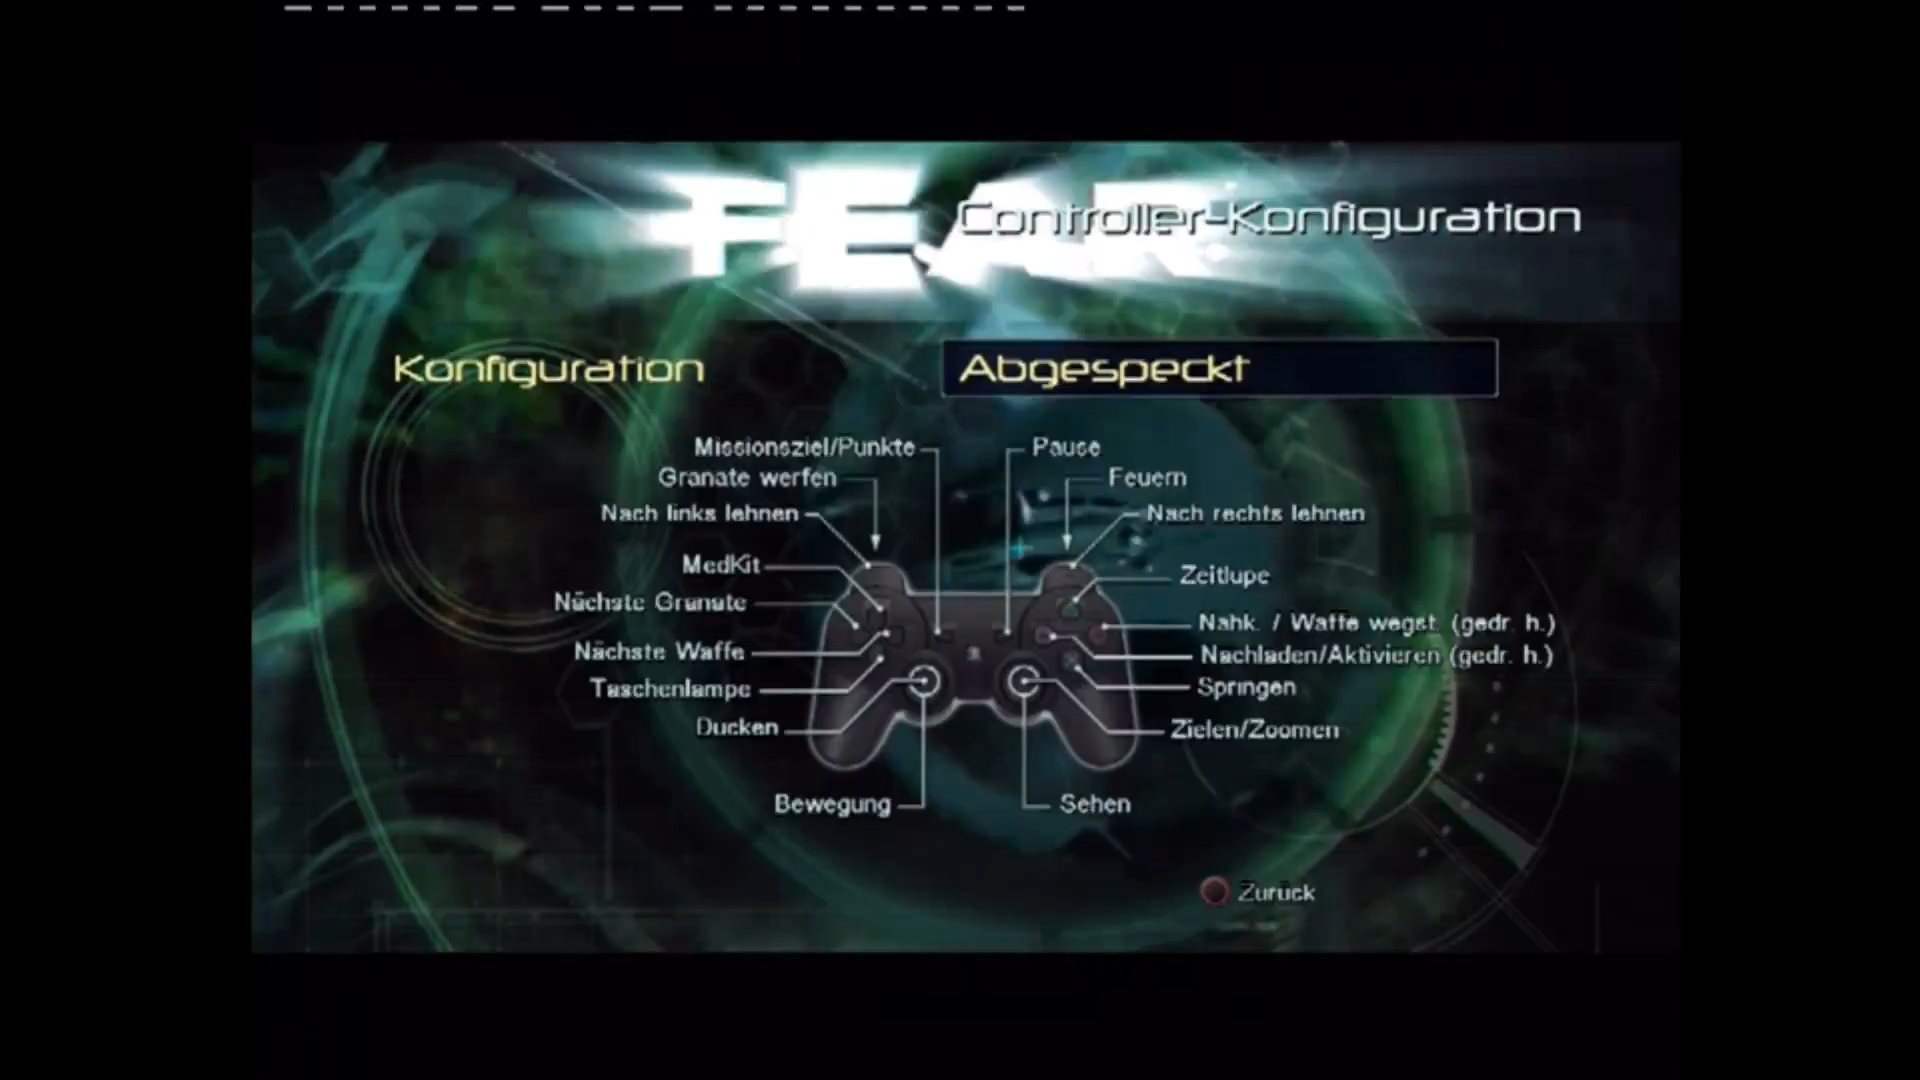 F.E.A.R.
Controller-Konfiguration
Konfiguration
Abgespeckt
Missionsziel/Punkte
Pause
Granate werfen
Feuern
Nach links lehnen
Nach rechts lehnen
MedKit
Zeitlupe
Nächste Granate
Nahk. / Waffe wegst. (gedr. h.)
Nächste Waffe
Nachladen/Aktivieren (gedr. h.)
Taschenlampe
Springen
Ducken
Zielen/Zoomen
Bewegung
Sehen
Zurück